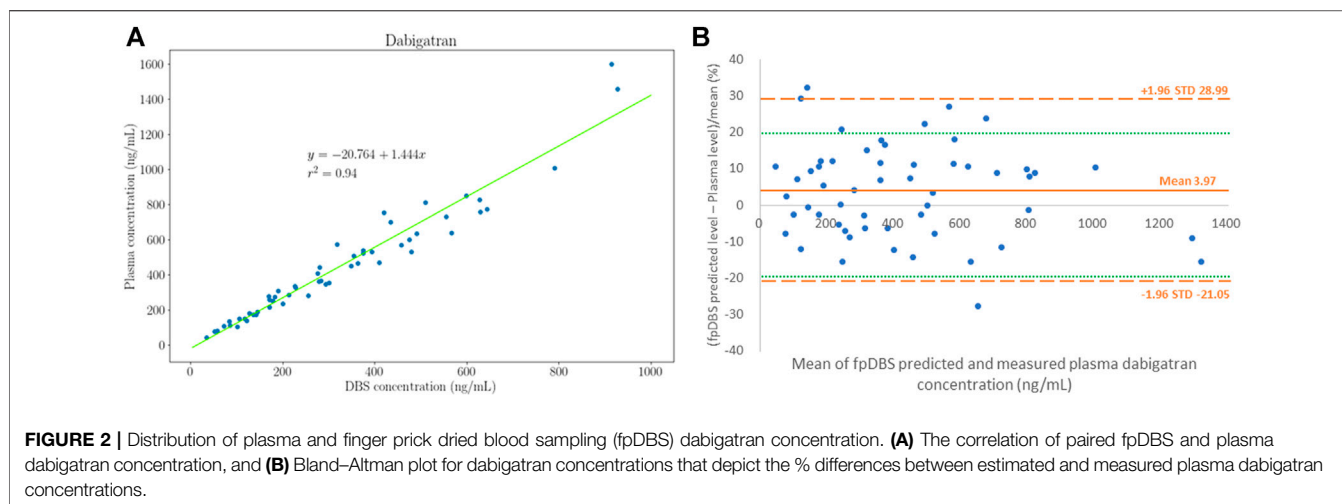 A
Dabigatran
Plasma concentration (ng/mL)
1600
1400
1200
1000
800
600
400
200
0
y = −20.764 + 1.444x
r² = 0.94
0 200 400 600 800 1000
DBS concentration (ng/mL)
B
(fpDBS predicted level – Plasma level)/mean (%)
40
30
20
10
0
-10
-20
-30
-40
+1.96 STD 28.99
Mean 3.97
-1.96 STD -21.05
0 200 400 600 800 1000 1200 1400
Mean of fpDBS predicted and measured plasma dabigatran
concentration (ng/mL)
FIGURE 2 | Distribution of plasma and finger prick dried blood sampling (fpDBS) dabigatran concentration. (A) The correlation of paired fpDBS and plasma
dabigatran concentration, and (B) Bland–Altman plot for dabigatran concentrations that depict the % differences between estimated and measured plasma dabigatran
concentrations.